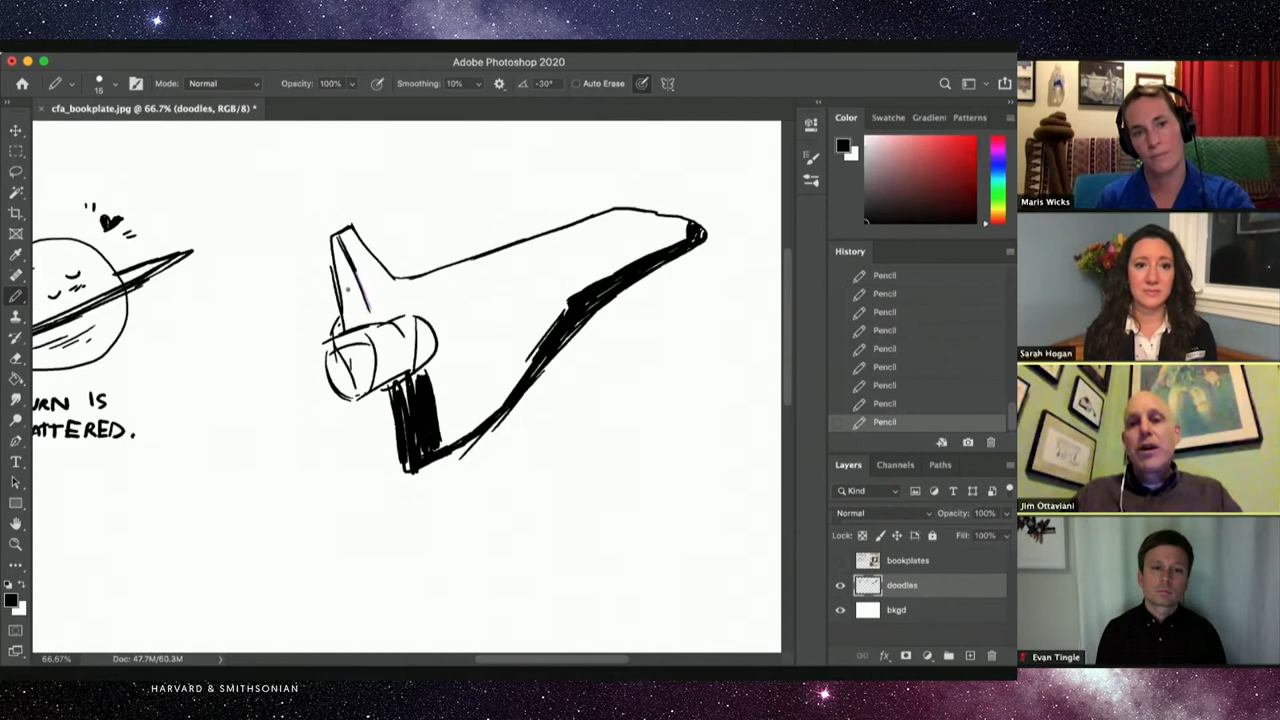 Adobe Photoshop 2020
15
Mode: Normal
Opacity: 100%
Smoothing: 10%
-30°
Auto Erase
cfa_bookplate.jpg @ 66.7% (doodles, RGB/8) *
Color
Swatche
Gradien
Patterns
URN IS
ATTERED.
History
Pencil
Pencil
Pencil
Pencil
Pencil
Pencil
Pencil
Pencil
Pencil
Layers
Channels
Paths
Kind
Normal
Opacity: 100%
Lock:
Fill: 100%
bookplates
doodles
bkgd
66.67%
Doc: 47.7M/60.3M
Maris Wicks
Sarah Hogan
Jim Ottaviani
Evan Tingle
HARVARD & SMITHSONIAN